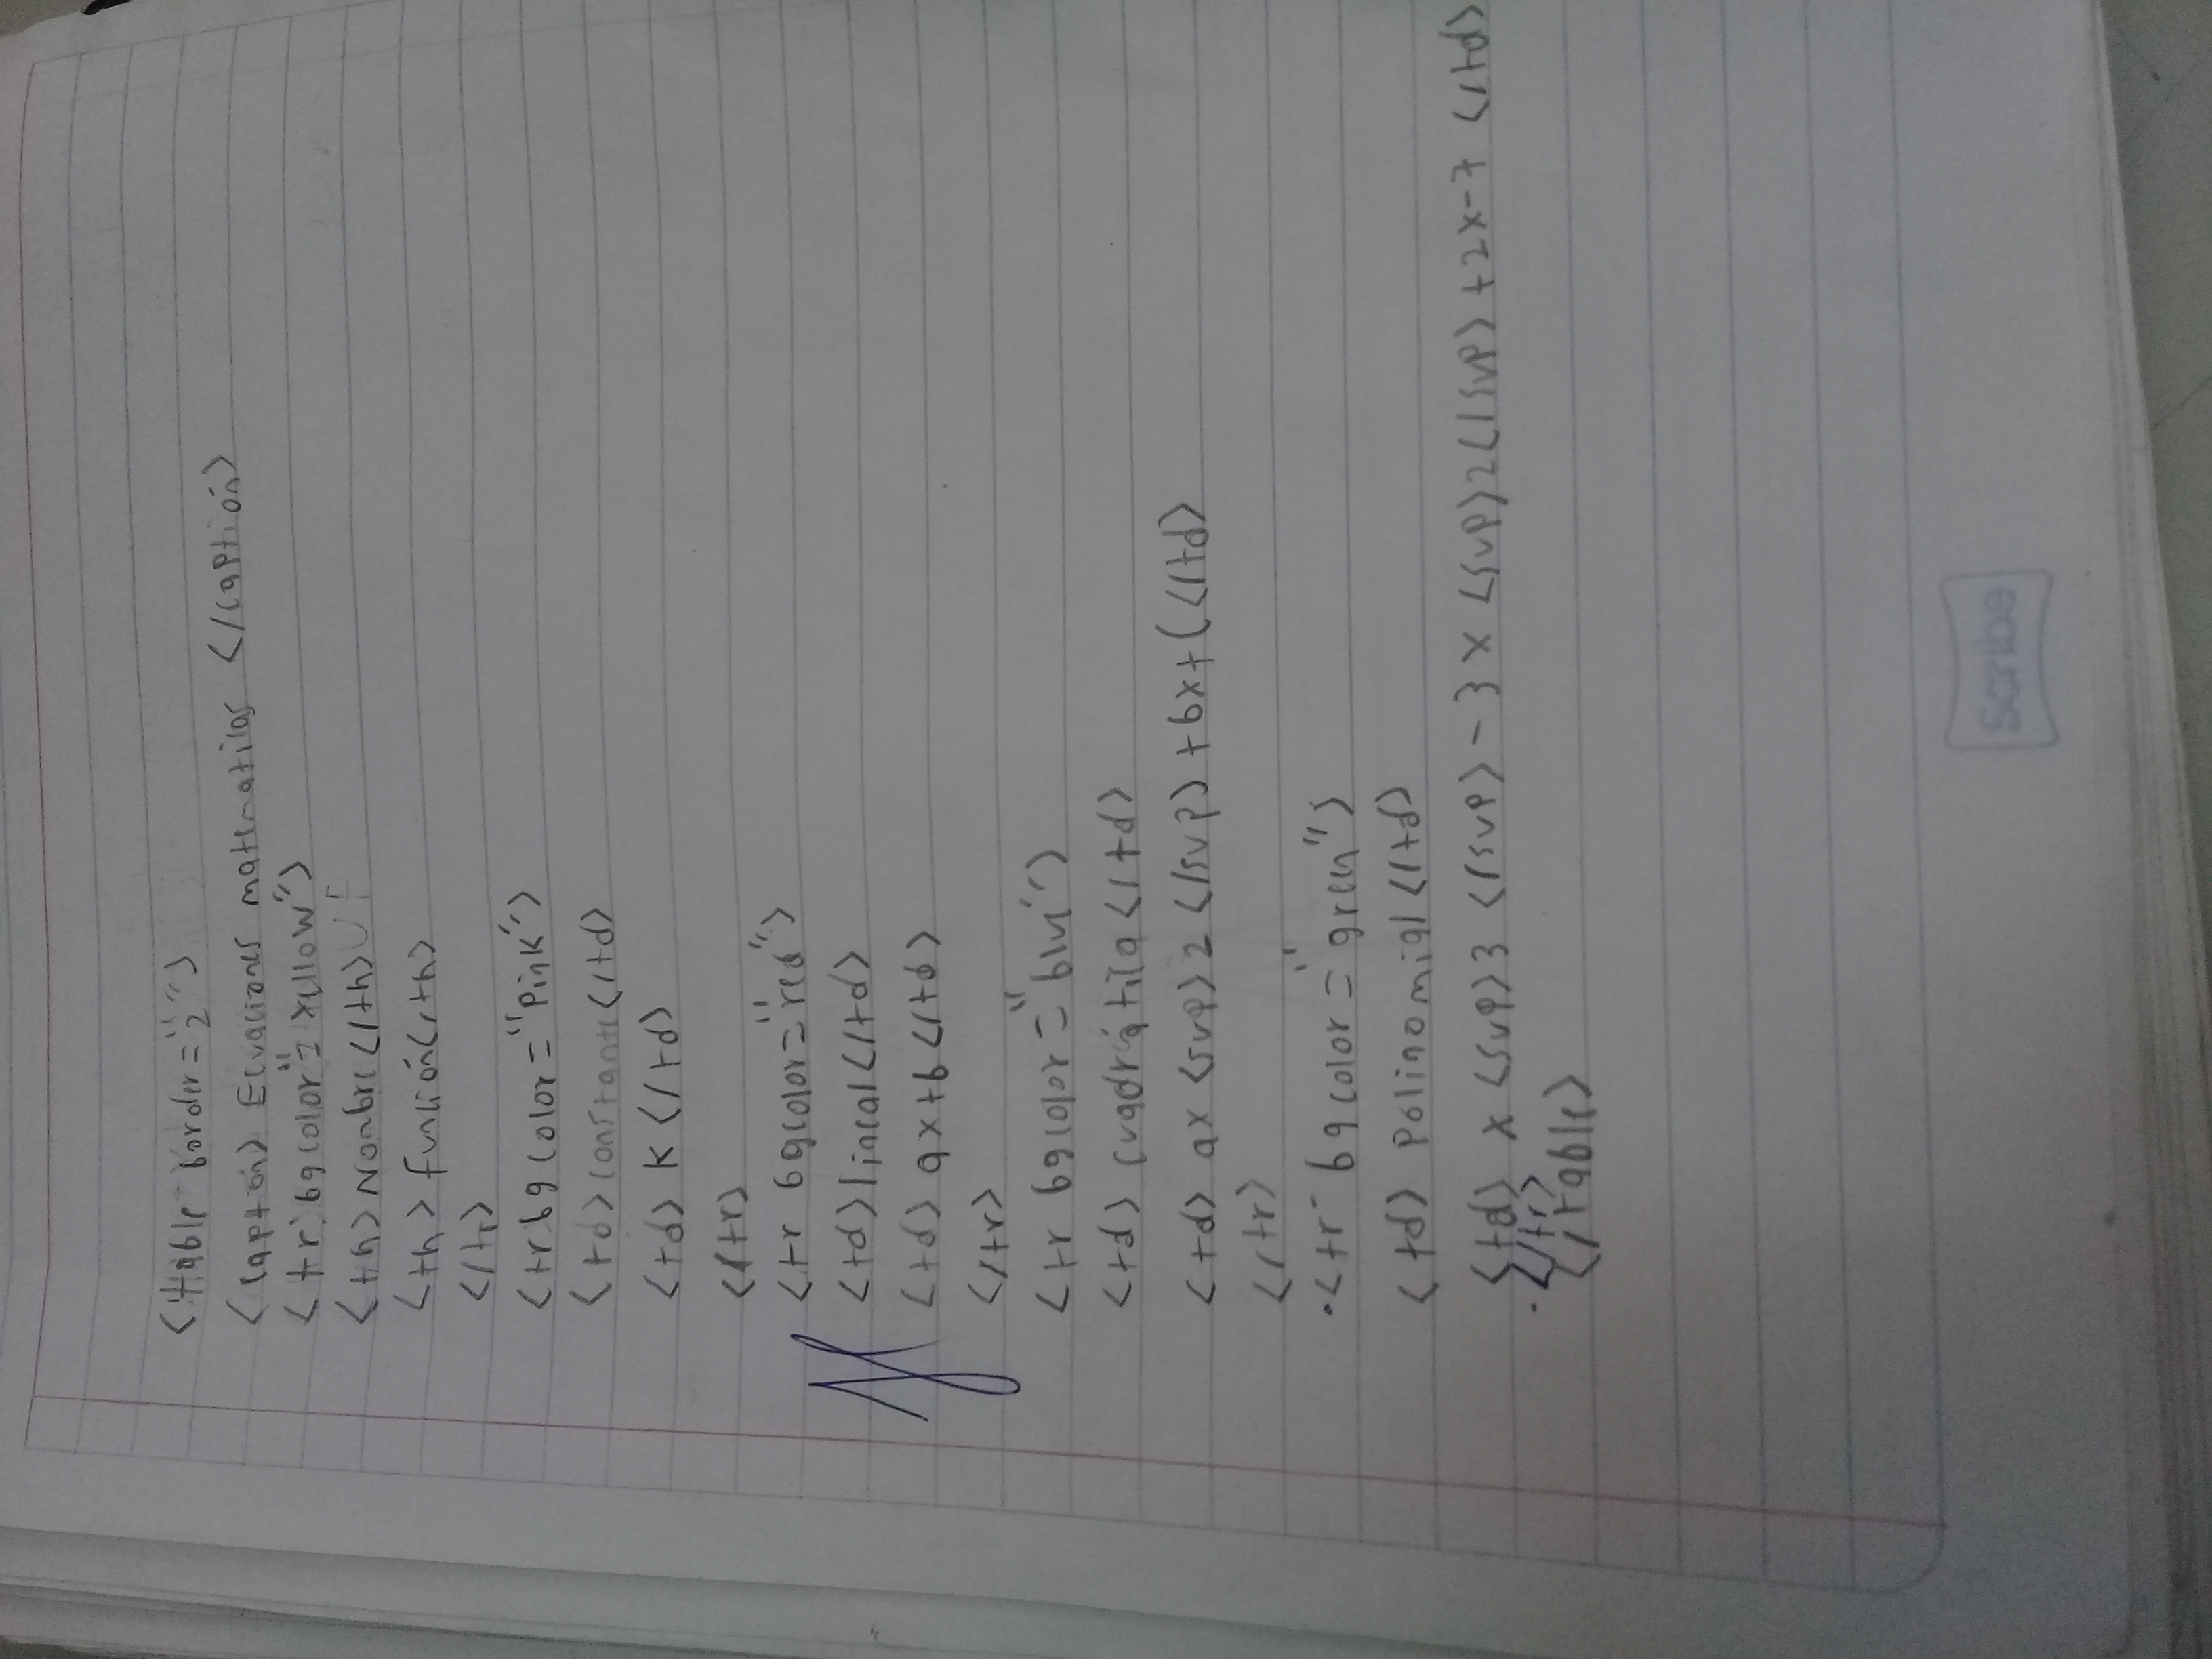 <table border="2">
<caption> Ecuaciones matematicas </caption>
<tr bgcolor"=yellow">
<th> Nombre </th>
<th> función </th>
</tr>
<tr bgcolor="Pink">
<td> constante </td>
<td> K </td>
</tr>
<tr bgcolor="red">
<td> lineal </td>
<td> ax+b </td>
</tr>
<tr bgcolor="blue">
<td> cuadrática </td>
<td> ax <sup> 2 </sup> +bx+c </td>
</tr>
<tr bgcolor="green">
<td> Polinomial </td>
<td> x <sup> 3 </sup> - 3x <sup> 2 </sup> +2x-7 </td>
</tr>
</table>
Scribe